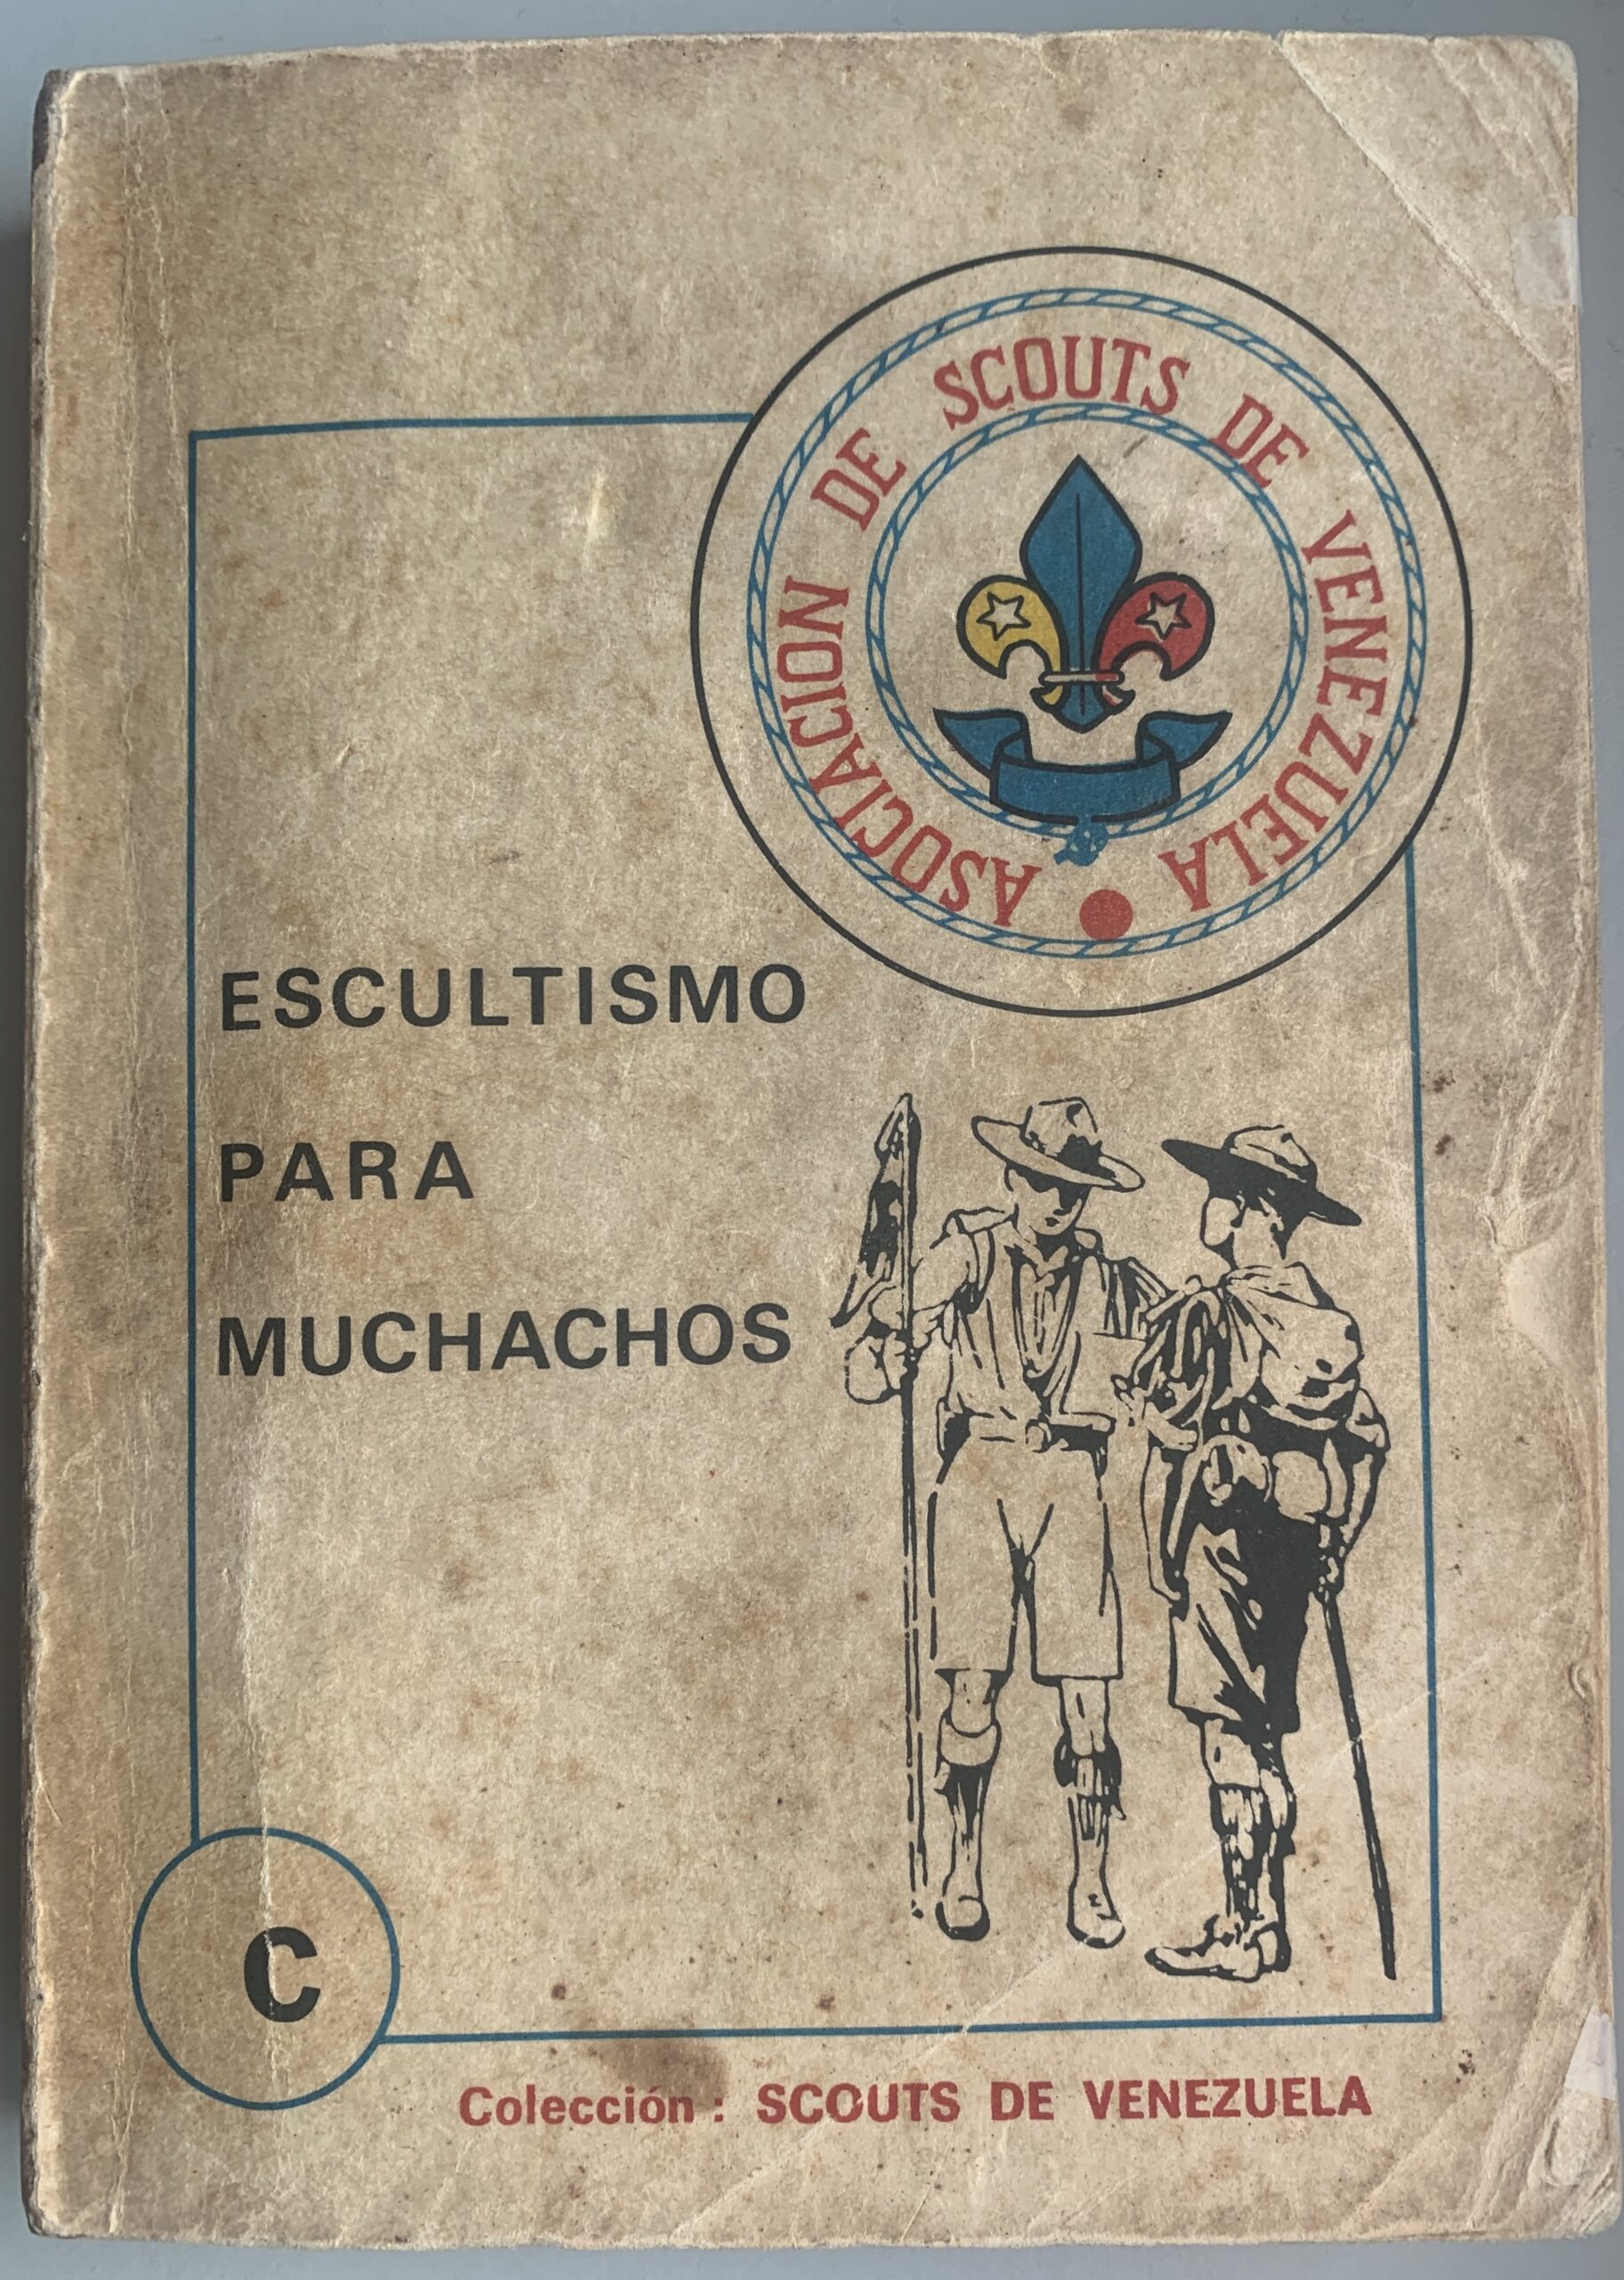 ASOCIACION DE SCOUTS DE VENEZUELA
ESCULTISMO
PARA
MUCHACHOS
C
Colección : SCOUTS DE VENEZUELA